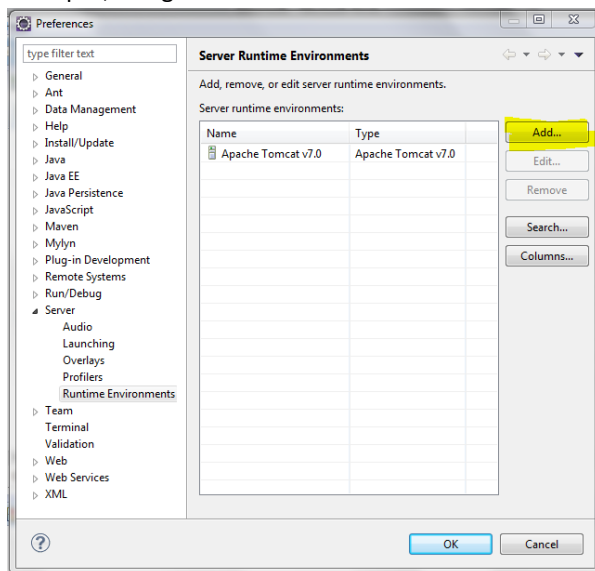 Preferences
type filter text
General
Ant
Data Management
Help
Install/Update
Java
Java EE
Java Persistence
JavaScript
Maven
Mylyn
Plug-in Development
Remote Systems
Run/Debug
Server
Audio
Launching
Overlays
Profilers
Runtime Environments
Team
Terminal
Validation
Web
Web Services
XML
Server Runtime Environments
Add, remove, or edit server runtime environments.
Server runtime environments:
Name Type
Apache Tomcat v7.0 Apache Tomcat v7.0
Add...
Edit...
Remove
Search...
Columns...
?
OK Cancel